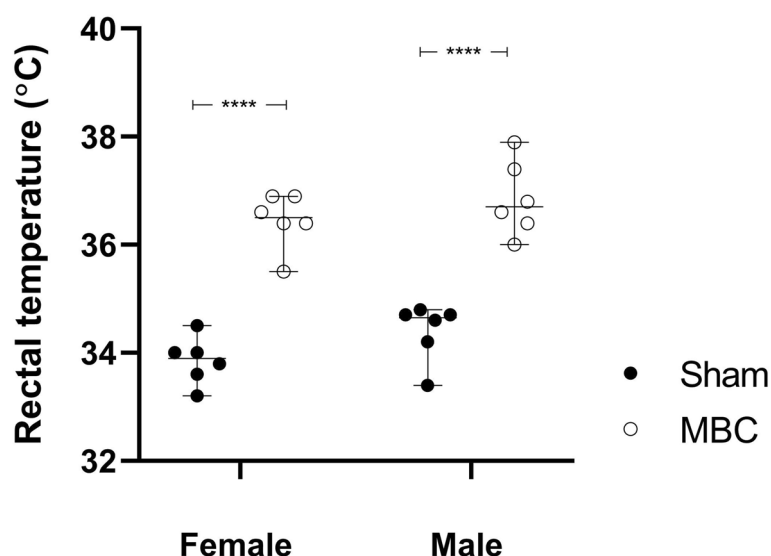 Rectal temperature (°C)
40
38
36
34
32
****
****
Female
Male
Sham
MBC